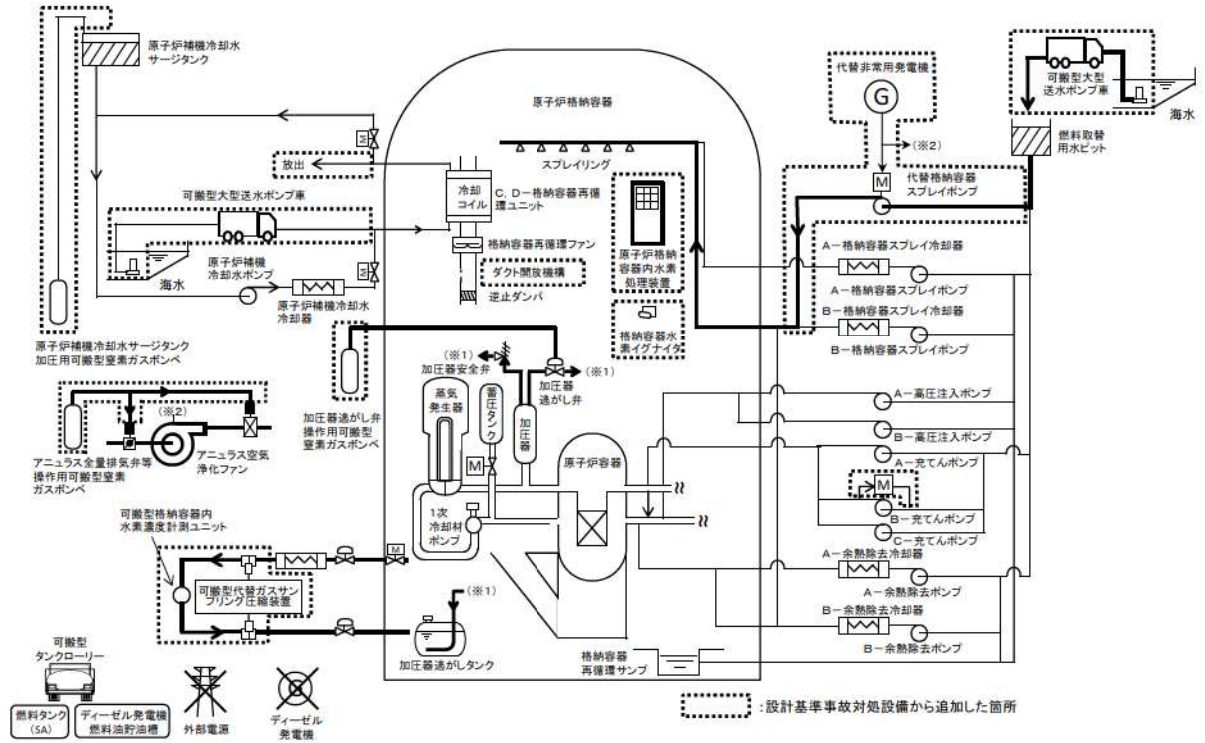 原子炉補機冷却水
サージタンク
放出
可搬型大型送水ポンプ車
海水
原子炉補機
冷却水ポンプ
原子炉補機冷却水
冷却器
原子炉補機冷却水サージタンク
加圧用可搬型窒素ガスボンベ
(※2)
アニュラス全量排気弁等
操作用可搬型窒素
ガスボンベ
アニュラス空気
浄化ファン
可搬型格納容器内
水素濃度計測ユニット
可搬型代替ガスサン
プリング圧縮装置
可搬型
タンクローリー
燃料タンク
(SA)
ディーゼル発電機
燃料油貯油槽
外部電源
ディーゼル
発電機
M
M
M
原子炉格納容器
スプレイリング
冷却
コイル
C, D-格納容器再循
環ユニット
格納容器再循環ファン
ダクト開放機構
逆止ダンパ
原子炉格納
容器内水素
処理装置
格納容器水
素イグナイタ
(※1)
加圧器安全弁
(※1)
加圧器
逃がし弁
加圧器逃がし弁
操作用可搬型
窒素ガスボンベ
蒸気
発生器
蓄圧タンク
加圧器
M
原子炉容器
1次
冷却材
ポンプ
(※1)
加圧器逃がしタンク
格納容器
再循環サンプ
代替非常用発電機
G
(※2)
M
代替格納容器
スプレイポンプ
可搬型大型
送水ポンプ車
海水
燃料取替
用水ピット
A-格納容器スプレイ冷却器
A-格納容器スプレイポンプ
B-格納容器スプレイ冷却器
B-格納容器スプレイポンプ
A-高圧注入ポンプ
B-高圧注入ポンプ
A-充てんポンプ
M
B-充てんポンプ
C-充てんポンプ
A-余熱除去冷却器
A-余熱除去ポンプ
B-余熱除去冷却器
B-余熱除去ポンプ
:設計基準事故対処設備から追加した箇所